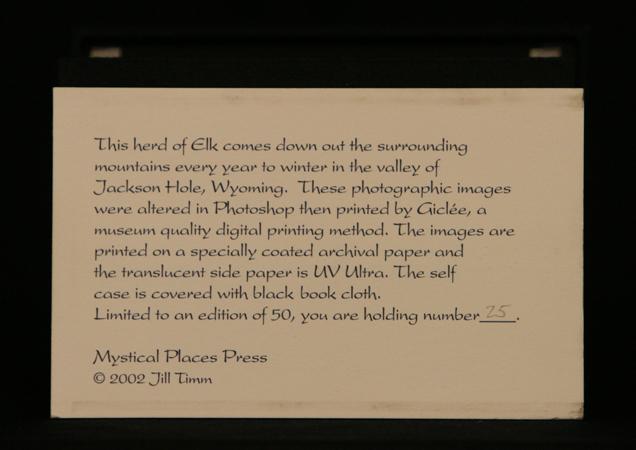 This herd of Elk comes down out the surrounding
mountains every year to winter in the valley of
Jackson Hole, Wyoming. These photographic images
were altered in Photoshop then printed by Giclée, a
museum quality digital printing method. The images are
printed on a specially coated archival paper and
the translucent side paper is UV Ultra. The self
case is covered with black book cloth.
Limited to an edition of 50, you are holding number 25.
Mystical Places Press
© 2002 Jill Timm